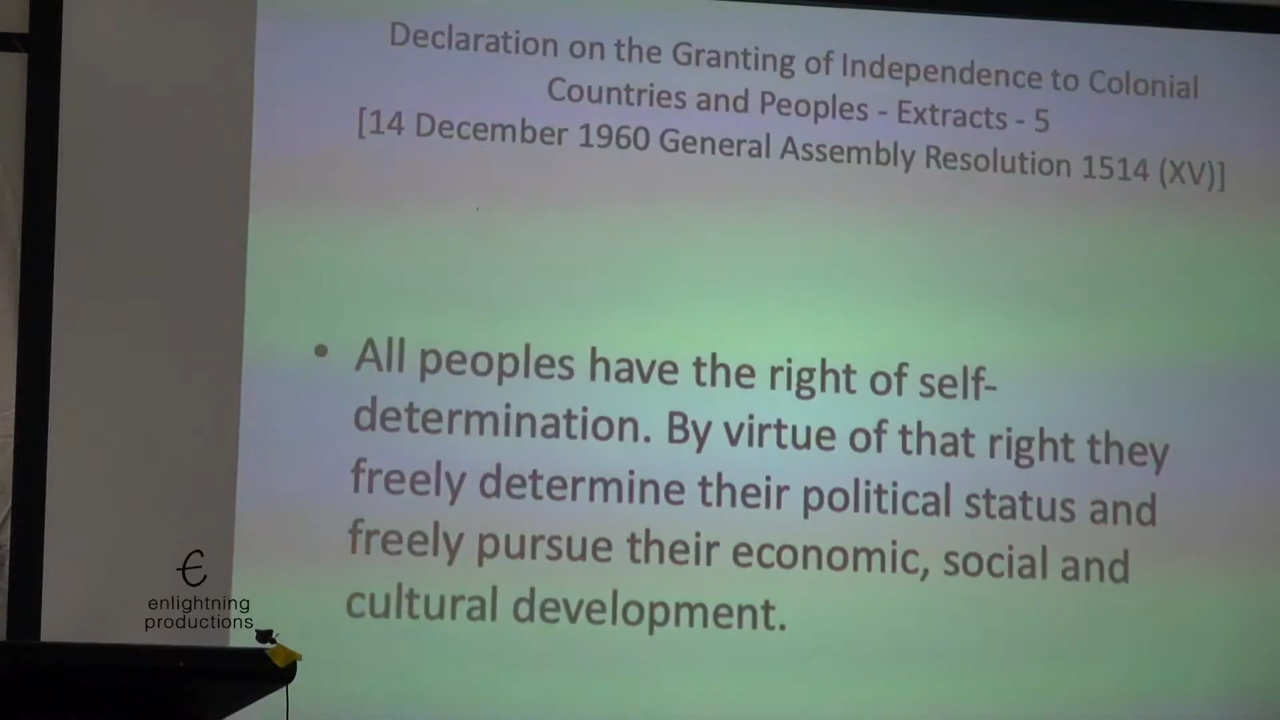 Declaration on the Granting of Independence to Colonial
Countries and Peoples - Extracts - 5
[14 December 1960 General Assembly Resolution 1514 (XV)]
• All peoples have the right of self-
determination. By virtue of that right they
freely determine their political status and
freely pursue their economic, social and
cultural development.
€
enlightning
productions